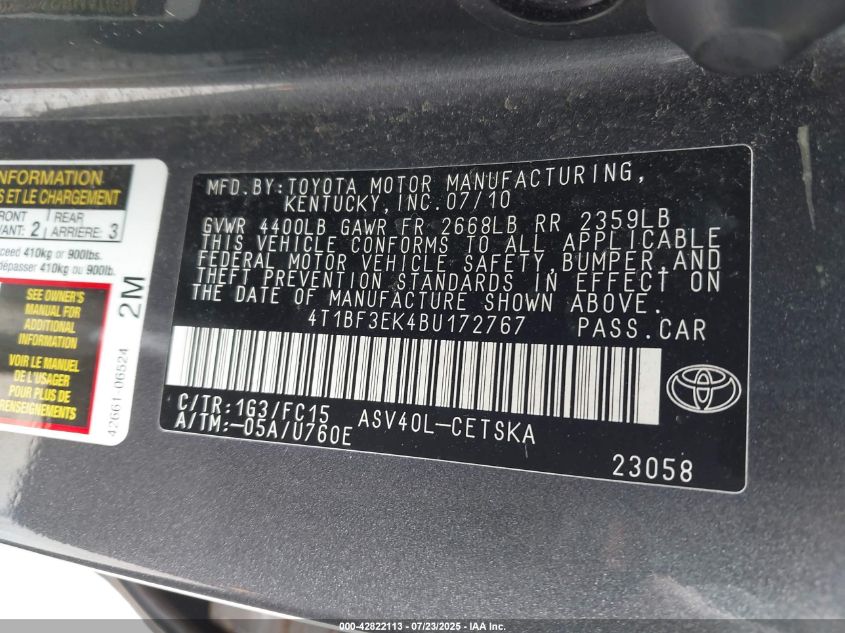 INFORMATION
S ET LE CHARGEMENT
FRONT
REAR
VANT: 2
ARRIÈRE: 3
xceed 410kg or 900lbs.
dépasser 410kg ou 900lb.
SEE OWNER'S
MANUAL FOR
ADDITIONAL
INFORMATION
VOIR LE MANUEL
DE L'USAGER
POUR PLUS DE
RENSEIGNEMENTS
2M
42661-06524
MFD.BY:TOYOTA MOTOR MANUFACTURING,
KENTUCKY,INC.07/10
GVWR 4400LB GAWR FR 2668LB RR 2359LB
THIS VEHICLE CONFORMS TO ALL APPLICABLE
FEDERAL MOTOR VEHICLE SAFETY,BUMPER,AND
THEFT PREVENTION STANDARDS IN EFFECT ON
THE DATE OF MANUFACTURE SHOWN ABOVE.
4T1BF3EK4BU172767 PASS.CAR
C/TR:1G3/FC15 ASV40L-CETSKA
A/TM:-05A/U760E
23058
000-42822113 - 07/23/2025 - IAA Inc.